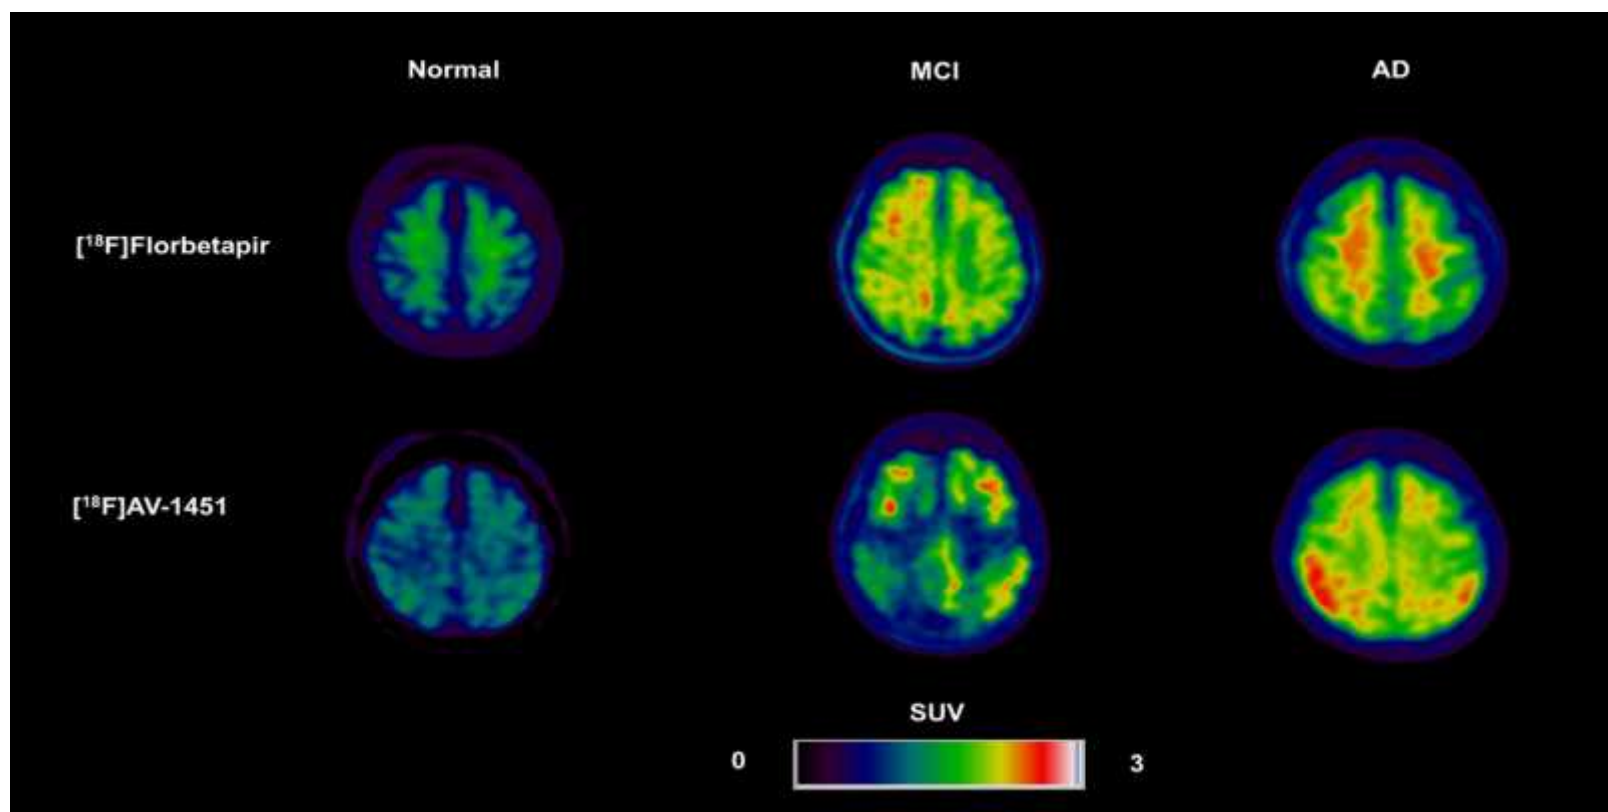 Normal MCI AD
[¹⁸F]Florbetapir
[¹⁸F]AV-1451
SUV
0 3